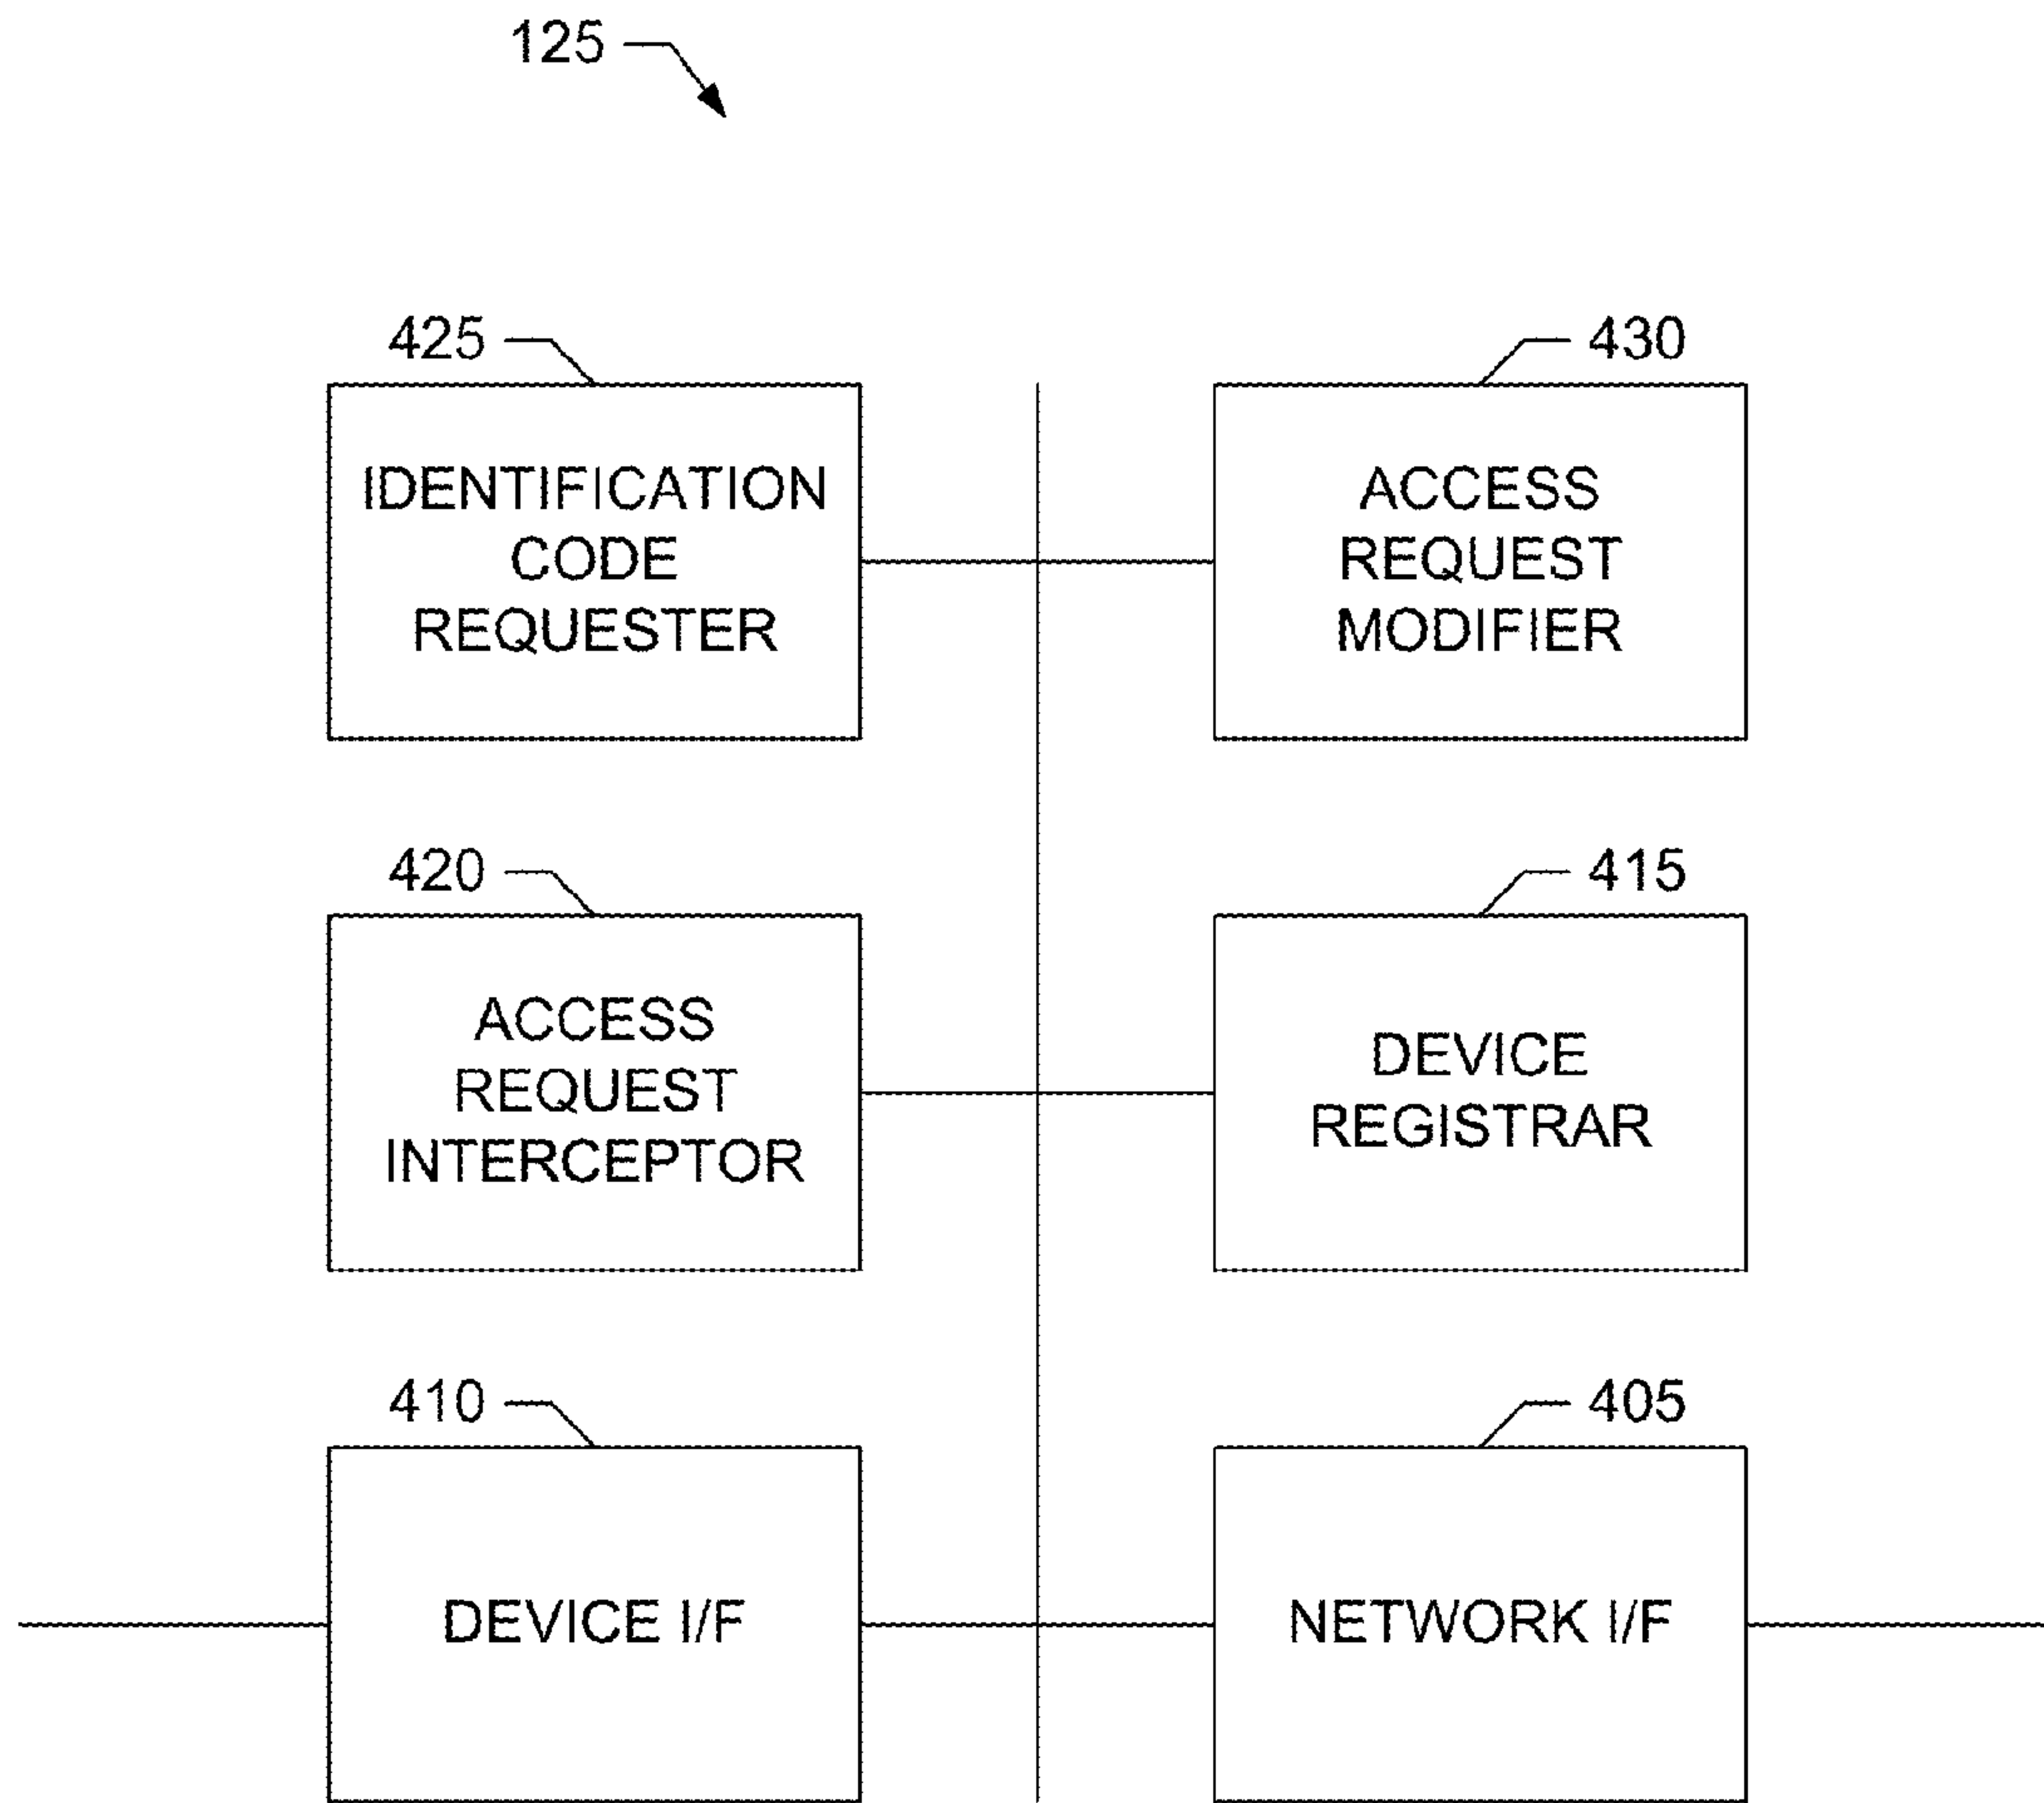 125
425
430
IDENTIFICATION
CODE
REQUESTER
ACCESS
REQUEST
MODIFIER
420
415
ACCESS
REQUEST
INTERCEPTOR
DEVICE
REGISTRAR
410
405
DEVICE I/F
NETWORK I/F